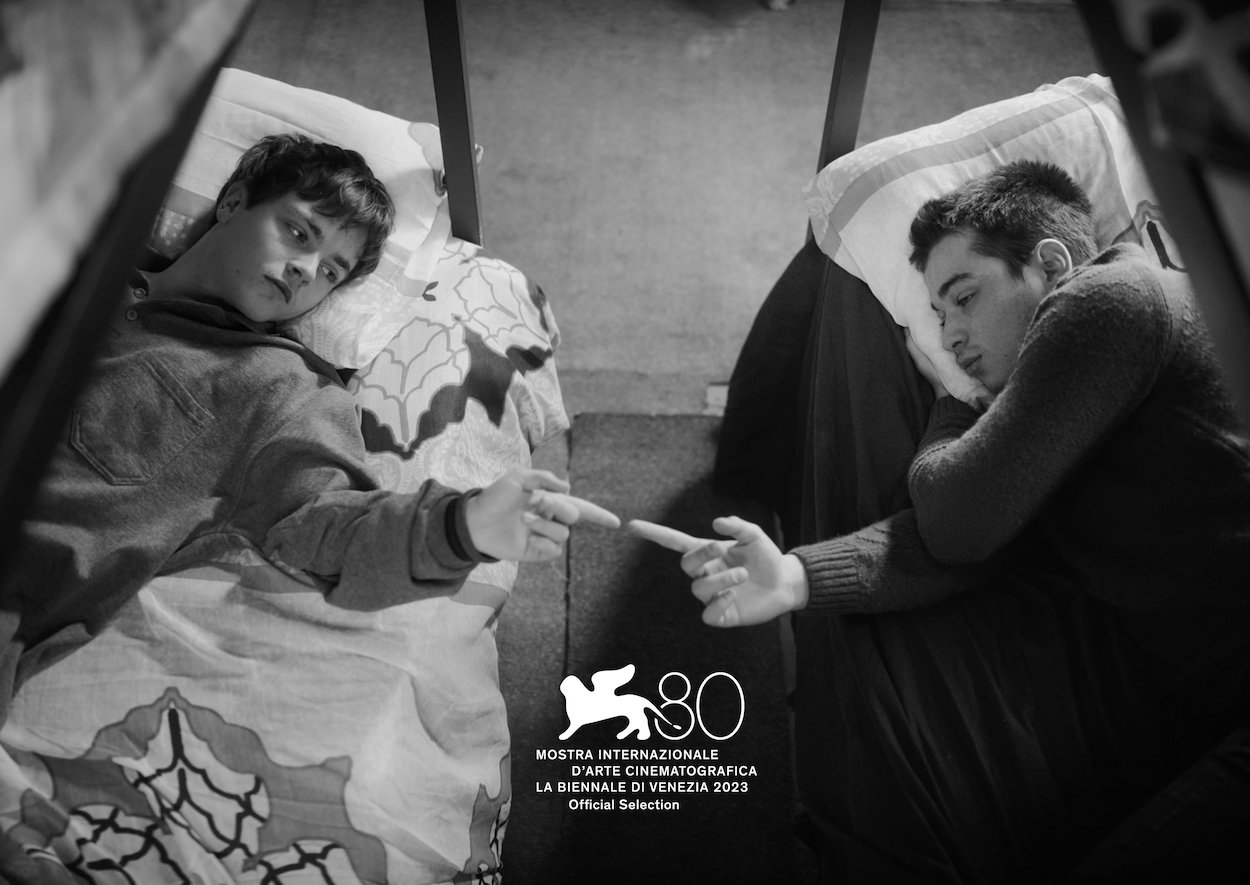 80
MOSTRA INTERNAZIONALE
D'ARTE CINEMATOGRAFICA
LA BIENNALE DI VENEZIA 2023
Official Selection